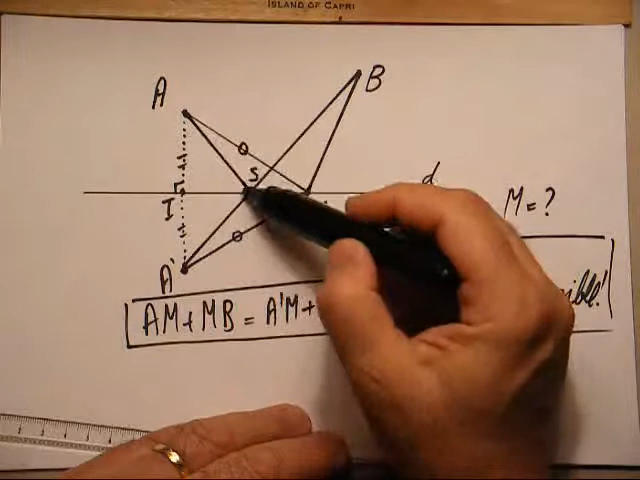 ISLAND OF CAPRI
A
B
S
d
I
M = ?
A'
AM + MB = A'M +